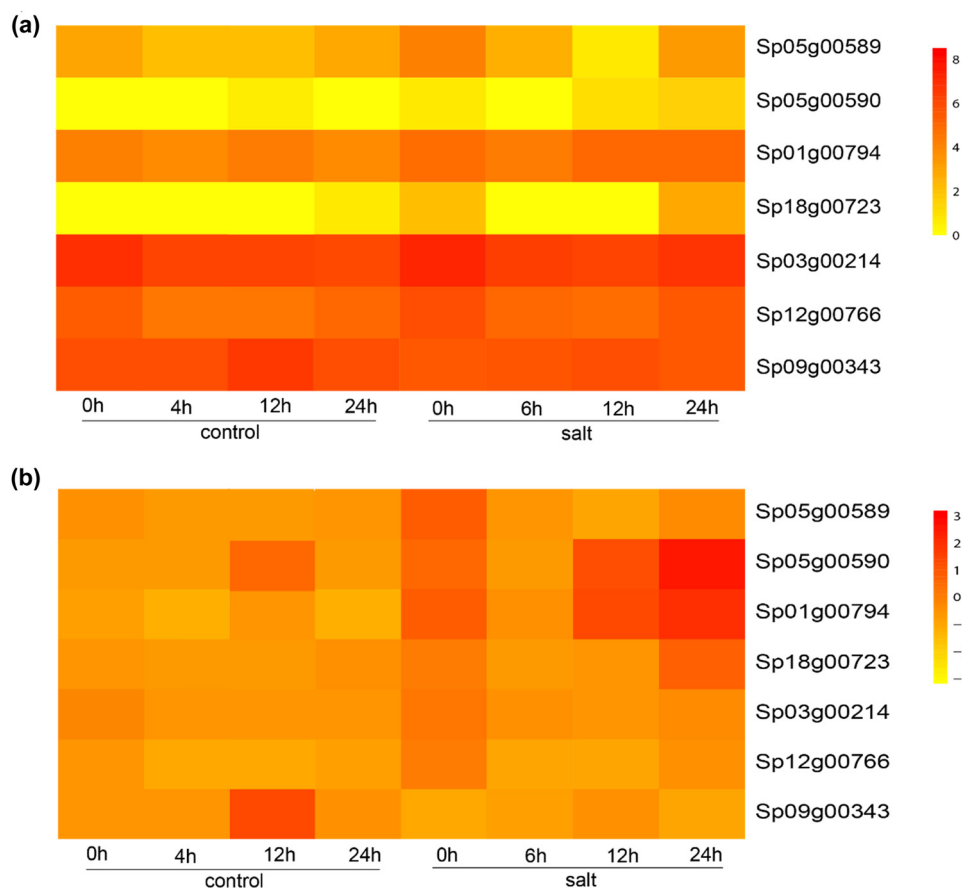 (a)
Sp05g00589
Sp05g00590
Sp01g00794
Sp18g00723
Sp03g00214
Sp12g00766
Sp09g00343
8
6
4
2
0
0h 4h 12h 24h 0h 6h 12h 24h
control salt
(b)
Sp05g00589
Sp05g00590
Sp01g00794
Sp18g00723
Sp03g00214
Sp12g00766
Sp09g00343
3
2
1
0
–
–
–
0h 4h 12h 24h 0h 6h 12h 24h
control salt